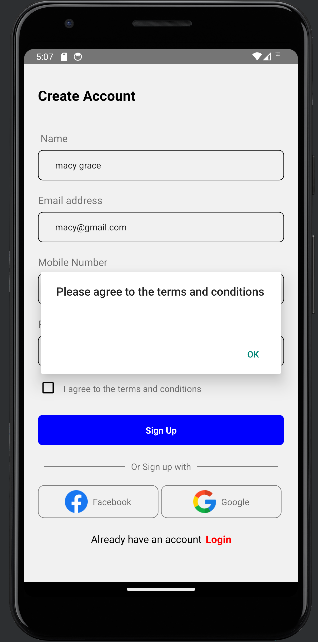 5:07
Create Account
Name
macy grace
Email address
macy@gmail.com
Mobile Number
Please agree to the terms and conditions
OK
I agree to the terms and conditions
Sign Up
Or Sign up with
Facebook
Google
Already have an account Login